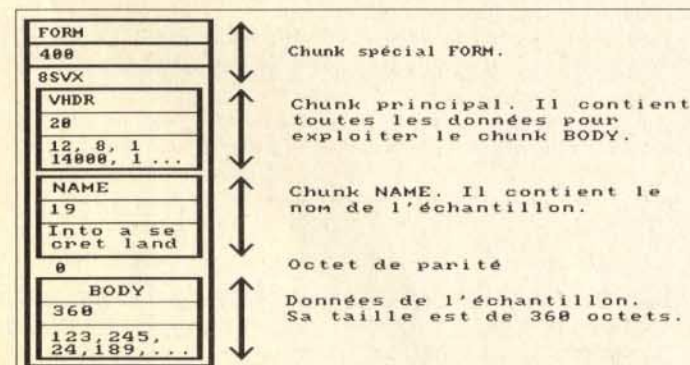 FORM
400
Chunk spécial FORM.
8SVX
VHDR
20
12, 8, 1
14000, 1 ...
Chunk principal. Il contient
toutes les données pour
exploiter le chunk BODY.
NAME
19
Into a se
cret land
Chunk NAME. Il contient le
nom de l'échantillon.
0
Octet de parité
BODY
360
123,245,
24,189,...
Données de l'échantillon.
Sa taille est de 360 octets.